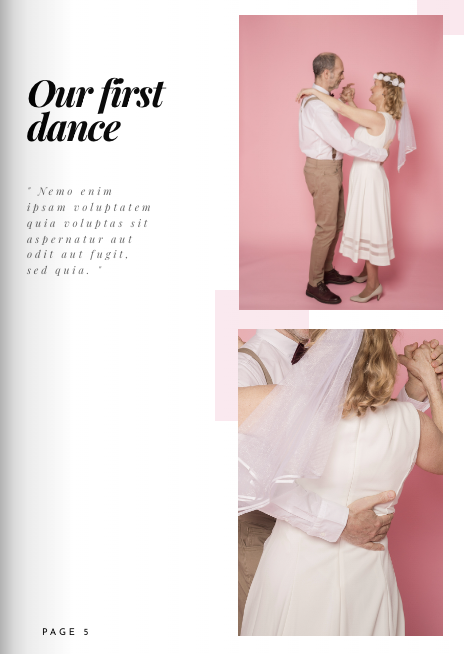 Our first
dance
" Nemo enim
ipsam voluptatem
quia voluptas sit
aspernatur aut
odit aut fugit,
sed quia. "
PAGE 5